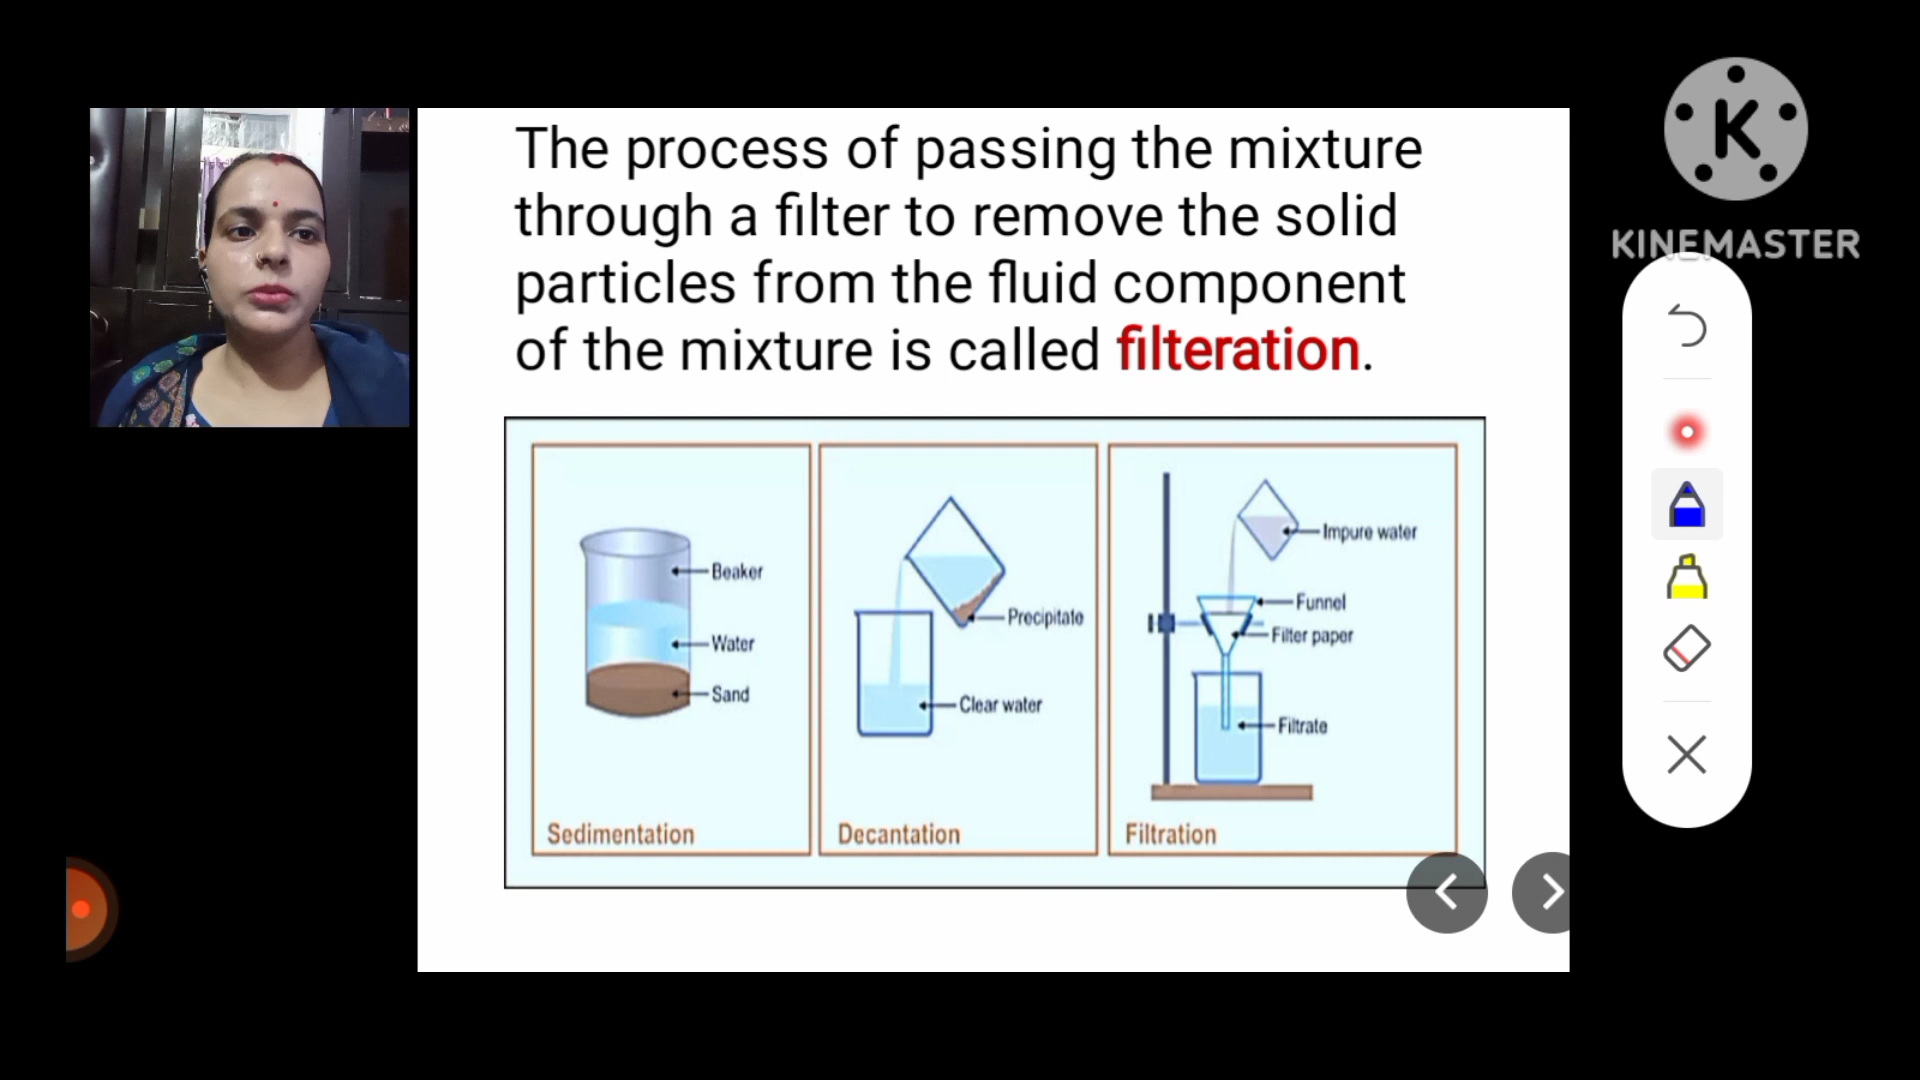 The process of passing the mixture
through a filter to remove the solid
particles from the fluid component
of the mixture is called filteration.
Beaker
Water
Sand
Sedimentation
Precipitate
Clear water
Decantation
Impure water
Funnel
Filter paper
Filtrate
Filtration
K
KINEMASTER